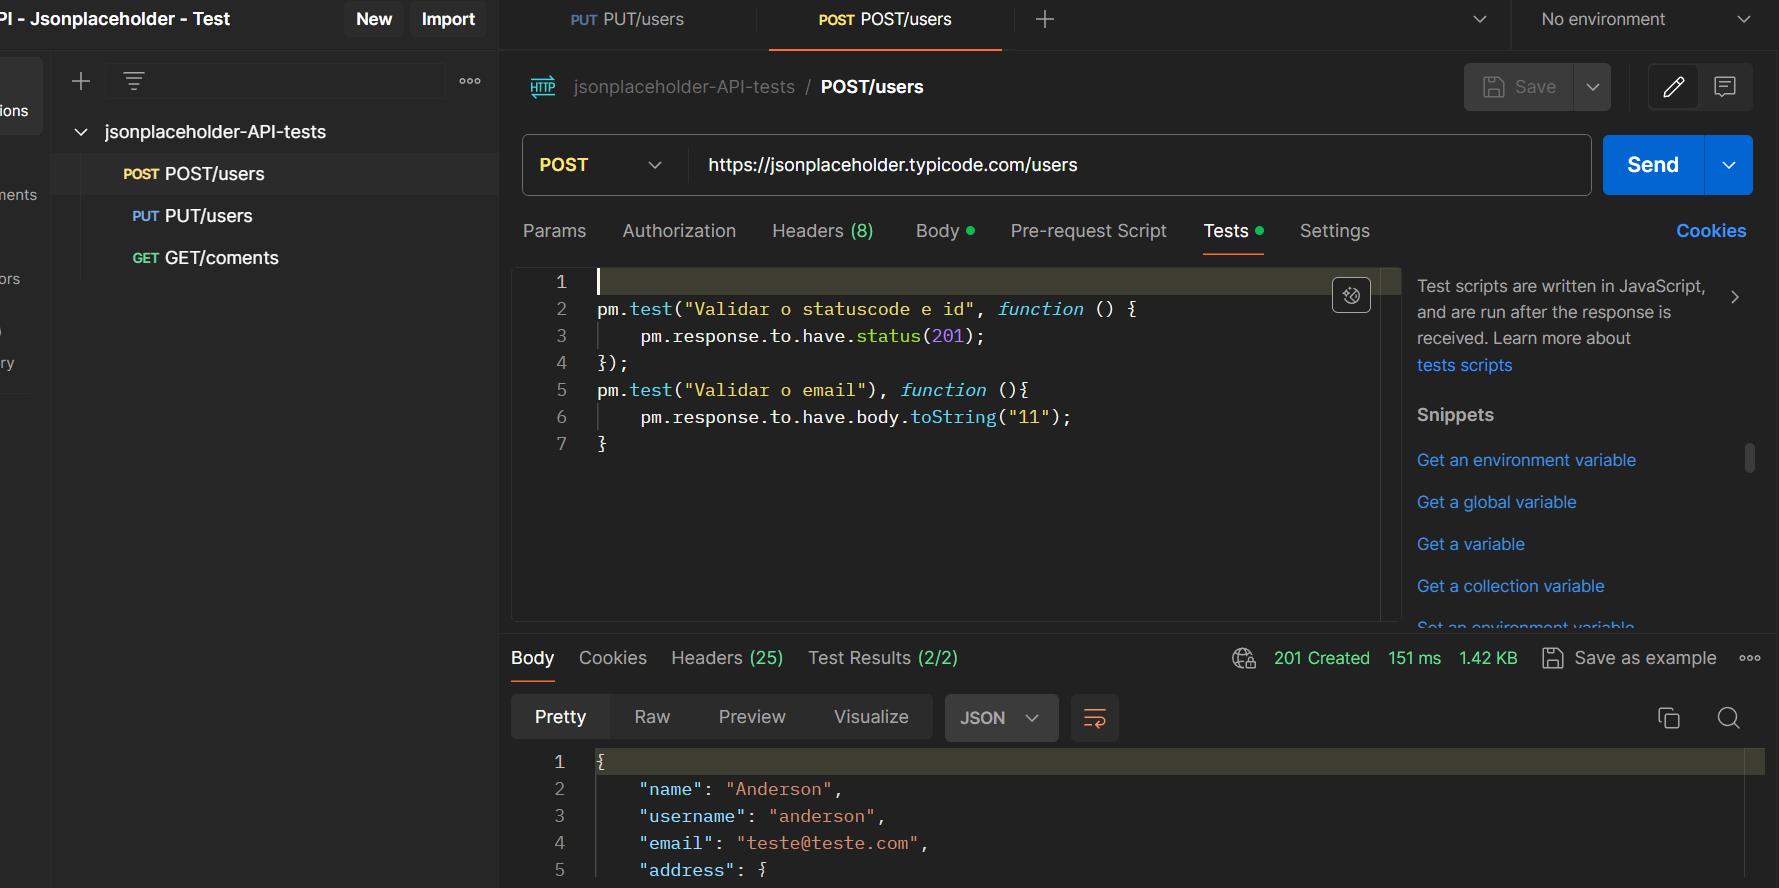 PI - Jsonplaceholder - Test
New
Import
PUT PUT/users
POST POST/users
No environment
jsonplaceholder-API-tests / POST/users
Save
ions
jsonplaceholder-API-tests
POST POST/users
PUT PUT/users
GET GET/coments
nents
ors
ry
HTTP
POST
https://jsonplaceholder.typicode.com/users
Send
Params
Authorization
Headers (8)
Body
Pre-request Script
Tests
Settings
Cookies
1
2 pm.test("Validar o statuscode e id", function () {
3 pm.response.to.have.status(201);
4 });
5 pm.test("Validar o email"), function (){
6 pm.response.to.have.body.toString("11");
7 }
Test scripts are written in JavaScript,
and are run after the response is
received. Learn more about
tests scripts
Snippets
Get an environment variable
Get a global variable
Get a variable
Get a collection variable
Set an environment variable
Body
Cookies
Headers (25)
Test Results (2/2)
201 Created
151 ms
1.42 KB
Save as example
Pretty
Raw
Preview
Visualize
JSON
1 {
2 "name": "Anderson",
3 "username": "anderson",
4 "email": "teste@teste.com",
5 "address": {